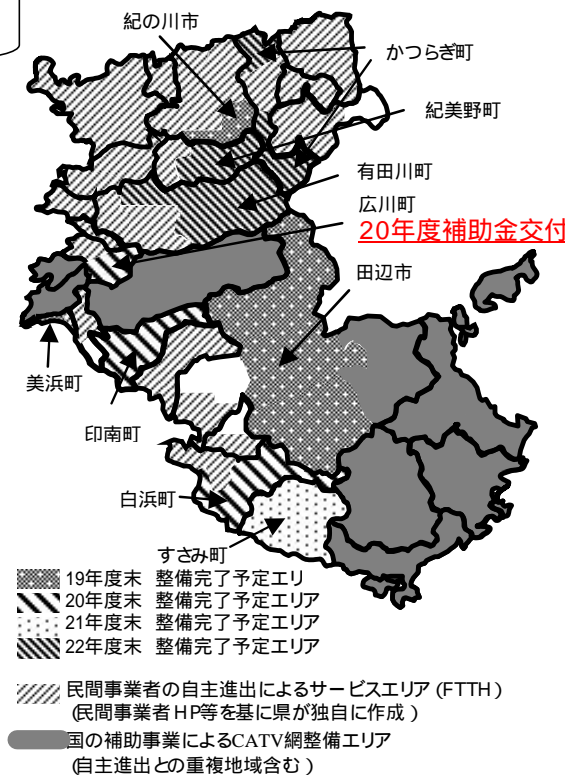 紀の川市
かつらぎ町
紀美野町
有田川町
広川町
20年度補助金交付
田辺市
美浜町
印南町
白浜町
すさみ町
19年度末 整備完了予定エリ
20年度末 整備完了予定エリア
21年度末 整備完了予定エリア
22年度末 整備完了予定エリア
民間事業者の自主進出によるサービスエリア(FTTH)
(民間事業者HP等を基に県が独自に作成)
国の補助事業によるCATV網整備エリア
(自主進出との重複地域含む)